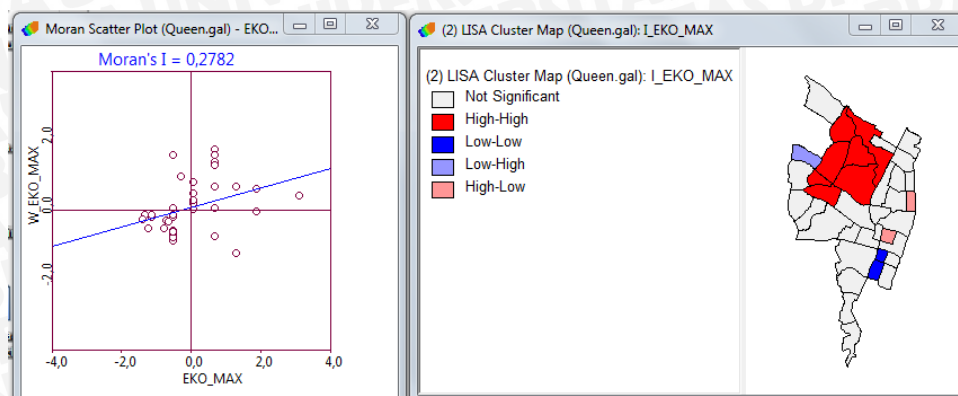 Moran Scatter Plot (Queen.gal) - EKO...
Moran's I = 0,2782
W_EKO_MAX
2,0
0,0
-2,0
-4,0 -2,0 0,0 2,0 4,0
EKO_MAX
(2) LISA Cluster Map (Queen.gal): I_EKO_MAX
(2) LISA Cluster Map (Queen.gal): I_EKO_MAX
Not Significant
High-High
Low-Low
Low-High
High-Low